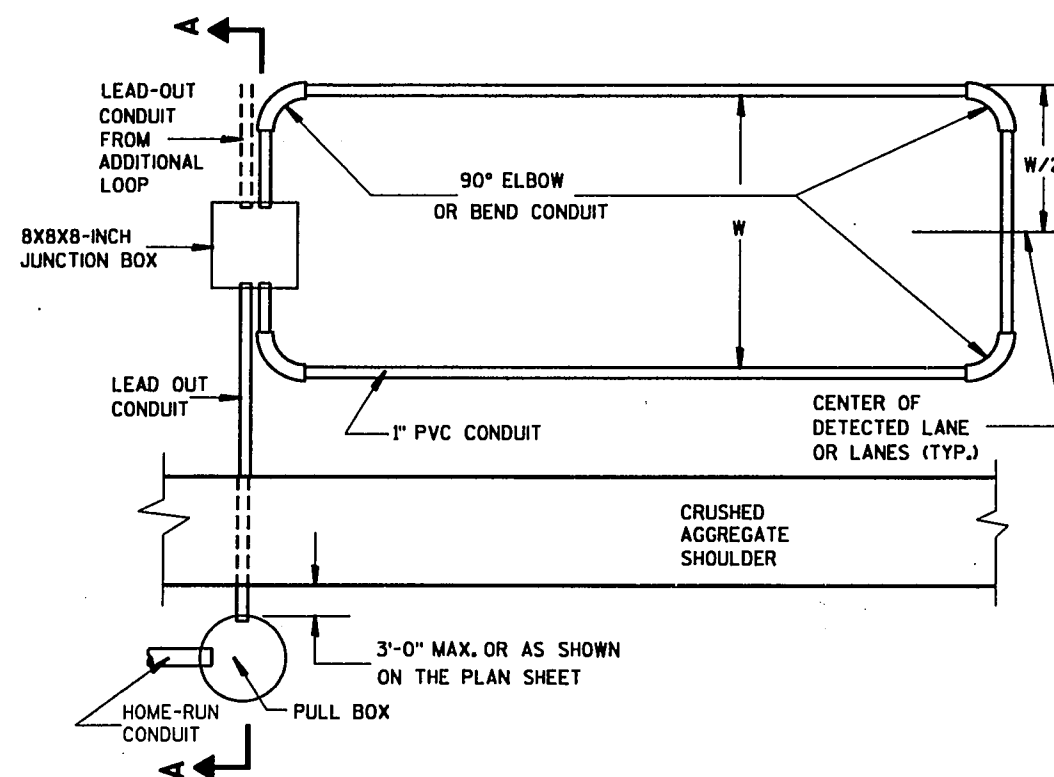 A
LEAD-OUT
CONDUIT
FROM
ADDITIONAL
LOOP
90° ELBOW
OR BEND CONDUIT
W
W/2
8X8X8-INCH
JUNCTION BOX
LEAD OUT
CONDUIT
1" PVC CONDUIT
CENTER OF
DETECTED LANE
OR LANES (TYP.)
CRUSHED
AGGREGATE
SHOULDER
3'-0" MAX. OR AS SHOWN
ON THE PLAN SHEET
HOME-RUN
CONDUIT
PULL BOX
A